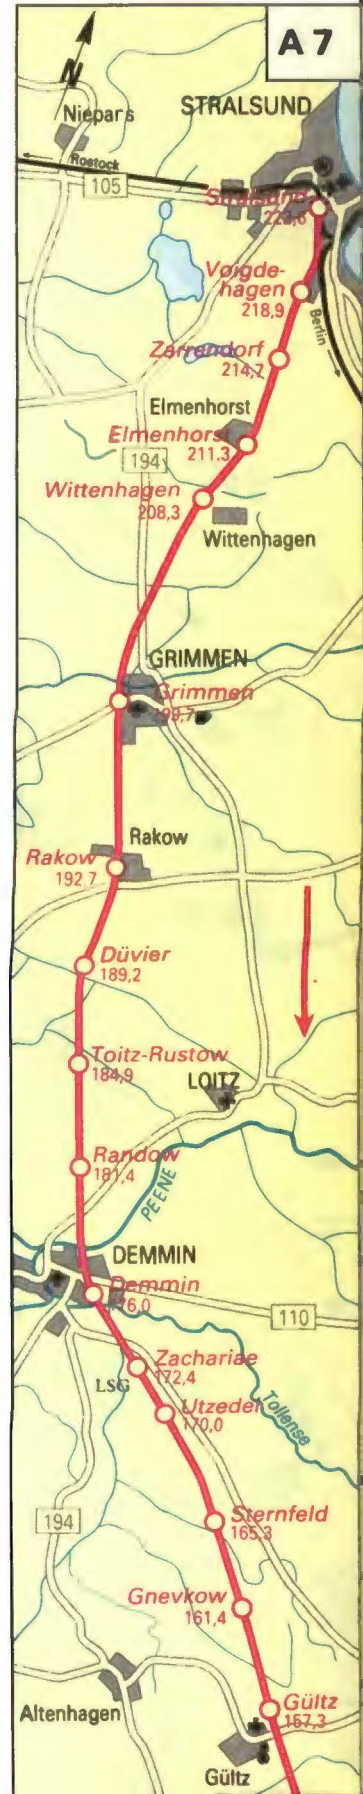 A 7
N
STRALSUND
Niepars
Rostock
105
Stralsund
Voigde-
hagen
218,9
Berlin
Zarrendorf
214,7
Elmenhorst
Elmenhorst
211,3
194
Wittenhagen
208,3
Wittenhagen
GRIMMEN
Grimmen
199,7
Rakow
Rakow
192 7
Düvier
189,2
Toitz-Rustow
184,9
LOITZ
Randow
181,4
PEENE
DEMMIN
Demmin
176,0
110
Zachariae
172,4
LSG
Utzedel
170,0
Tollense
194
Sternfeld
165,3
Gnevkow
161,4
Altenhagen
Gültz
157,3
Gültz